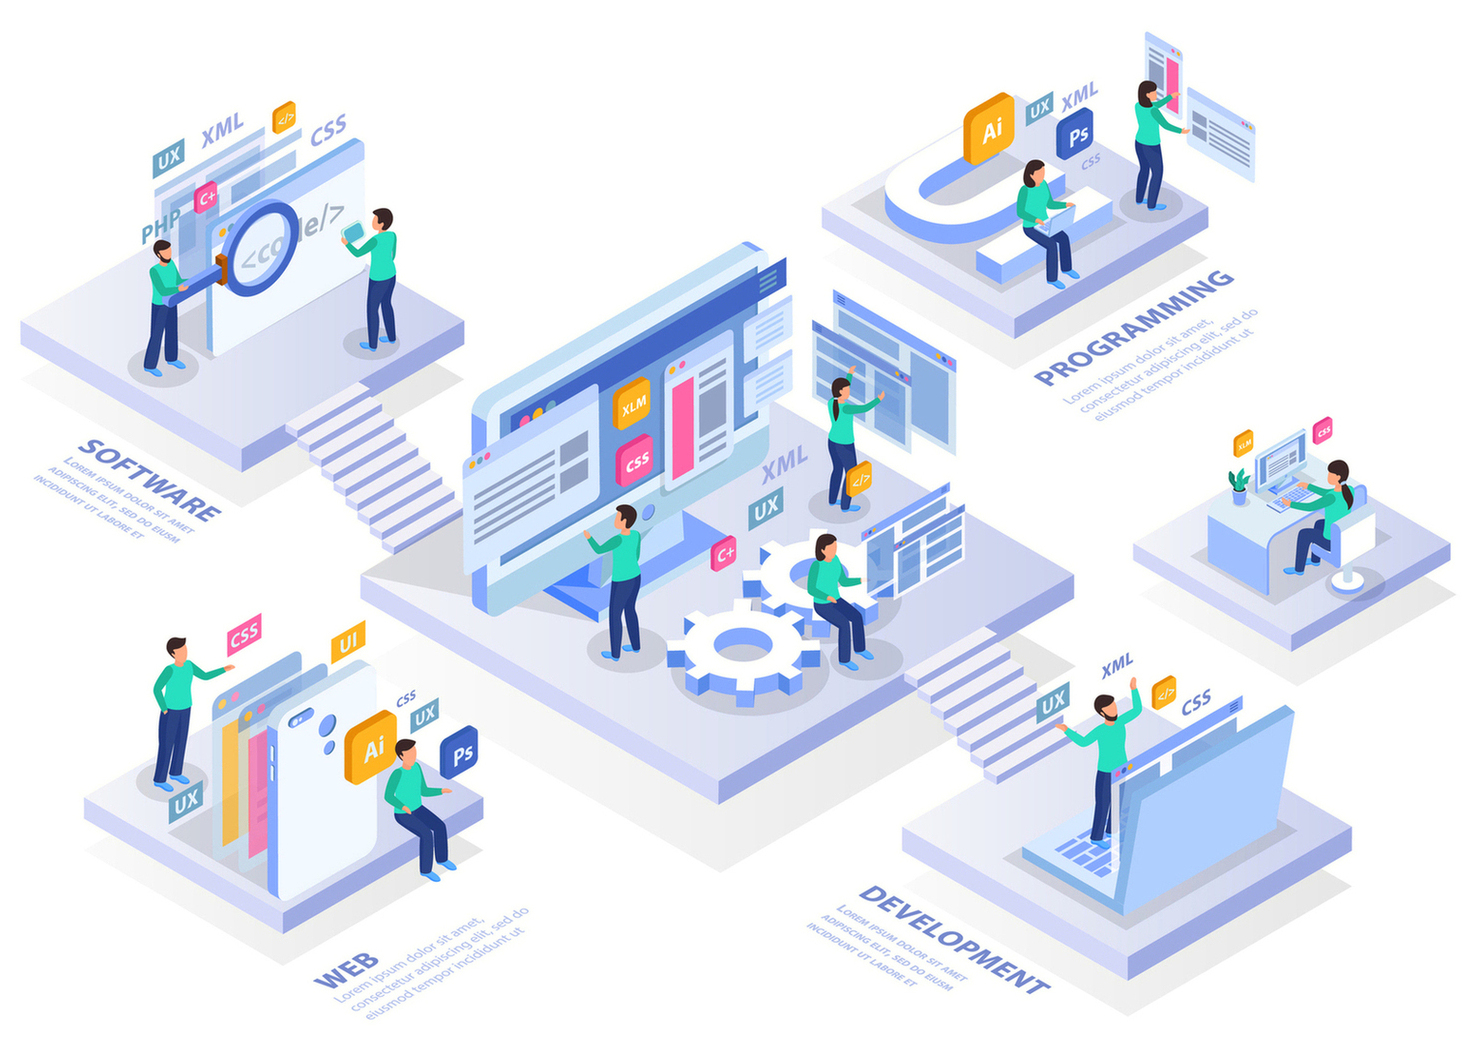 UX
XML
</>
CSS
PHP
C+
<code/>
SOFTWARE
LOREM IPSUM DOLOR SIT AMET
ADIPISCING ELIT, SED DO EIUSM
INCIDIDUNT UT LABORE ET
Ai
UX
XML
Ps
CSS
PROGRAMMING
Lorem ipsum dolor sit amet,
consectetur adipiscing elit, sed do
eiusmod tempor incididunt ut
XLM
CSS
XML
UX
C+
</>
XLM
CSS
CSS
UI
UX
Ai
CSS
UX
Ps
WEB
Lorem ipsum dolor sit amet,
consectetur adipiscing elit, sed do
eiusmod tempor incididunt ut
UX
XML
</>
CSS
DEVELOPMENT
LOREM IPSUM DOLOR SIT AMET
ADIPISCING ELIT, SED DO EIUSM
INCIDIDUNT UT LABORE ET